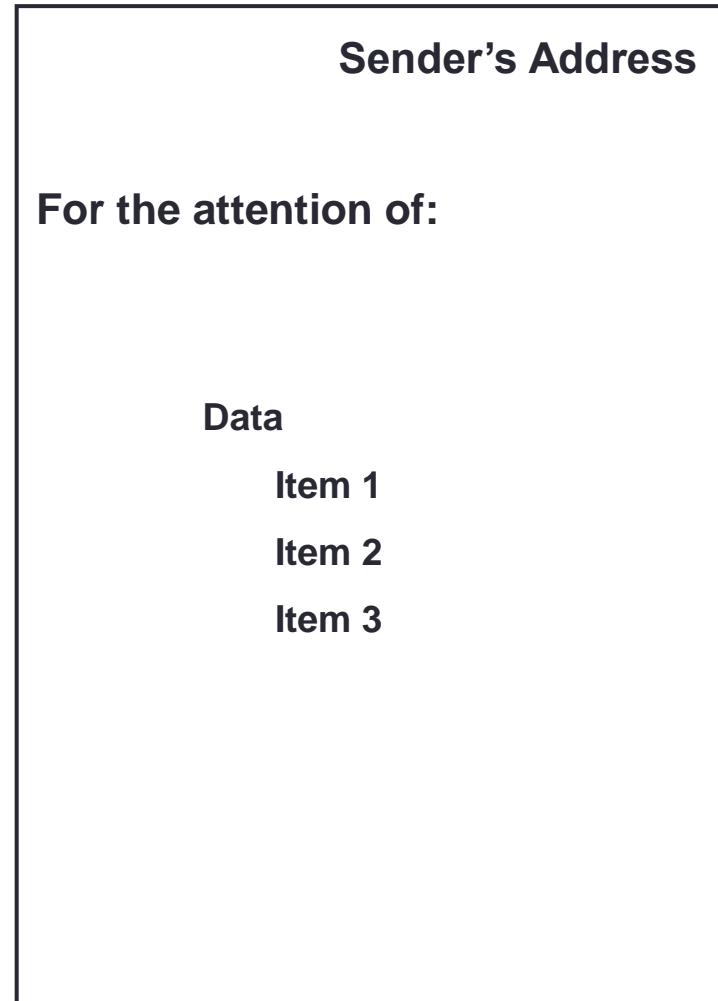 Sender’s Address
For the attention of:
Data
Item 1
Item 2
Item 3